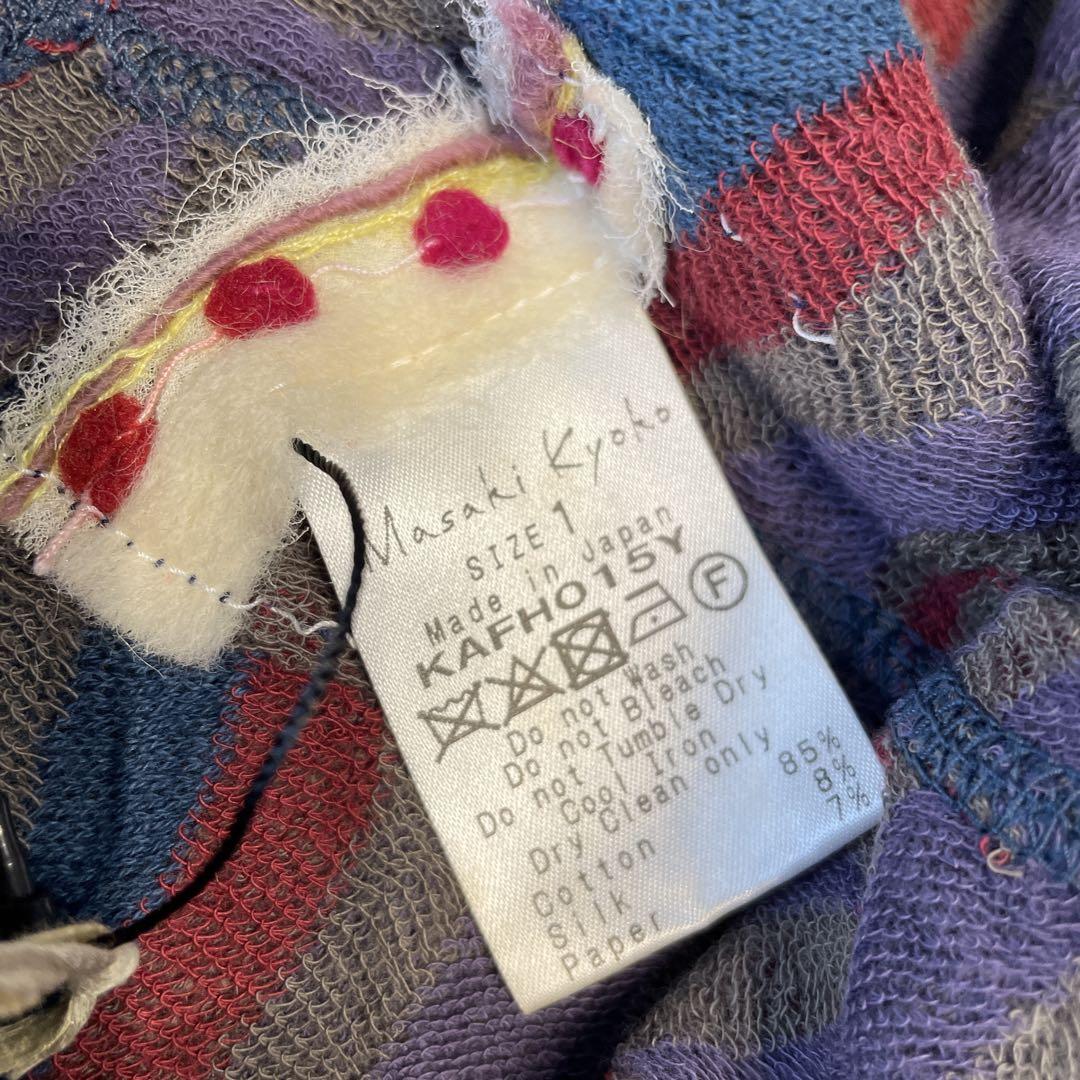 Masaki Kyoko
SIZE 1
Made in Japan
KAFH015Y
F
Do not Wash
Do not Bleach
Do not Tumble Dry
Cool Iron
Dry Clean only
Cotton 85%
Silk 8%
Paper 7%